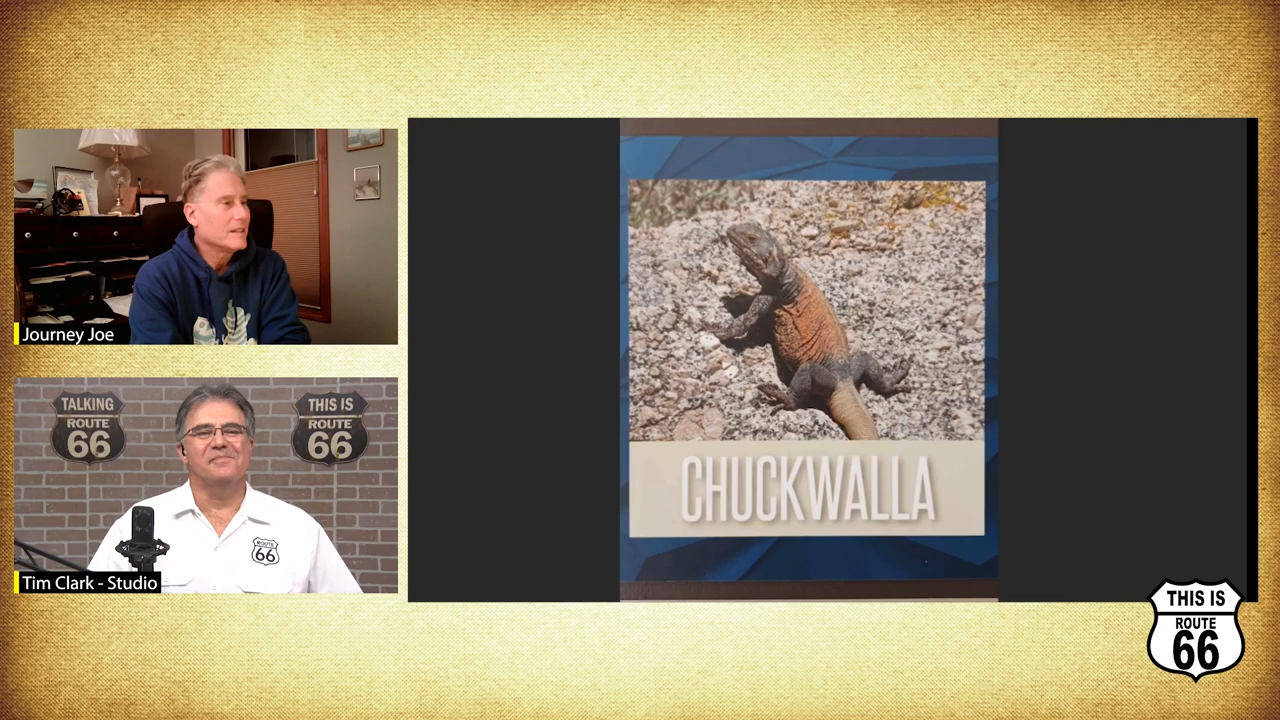 Journey Joe
TALKING
ROUTE
66
THIS IS
ROUTE
66
ROUTE
66
Tim Clark - Studio
CHUCKWALLA
THIS IS
ROUTE
66